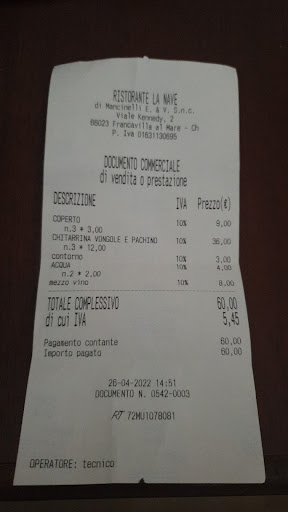 RISTORANTE LA NAVE
di Mancinelli E. & V. S.n.c.
Viale Kennedy, 2
66023 Francavilla al Mare - Ch
P. Iva 01631130695
DOCUMENTO COMMERCIALE
di vendita o prestazione
DESCRIZIONE IVA Prezzo(€)
COPERTO 10% 9,00
n.3 * 3,00
CHITARRINA VONGOLE E PACHINO 10% 36,00
n.3 * 12,00
contorno 10% 3,00
ACQUA 10% 4,00
n.2 * 2,00
mezzo vino 10% 8,00
TOTALE COMPLESSIVO 60,00
di cui IVA 5,45
Pagamento contante 60,00
Importo pagato 60,00
26-04-2022 14:51
DOCUMENTO N. 0542-0003
RT 72MU1078081
OPERATORE: tecnico